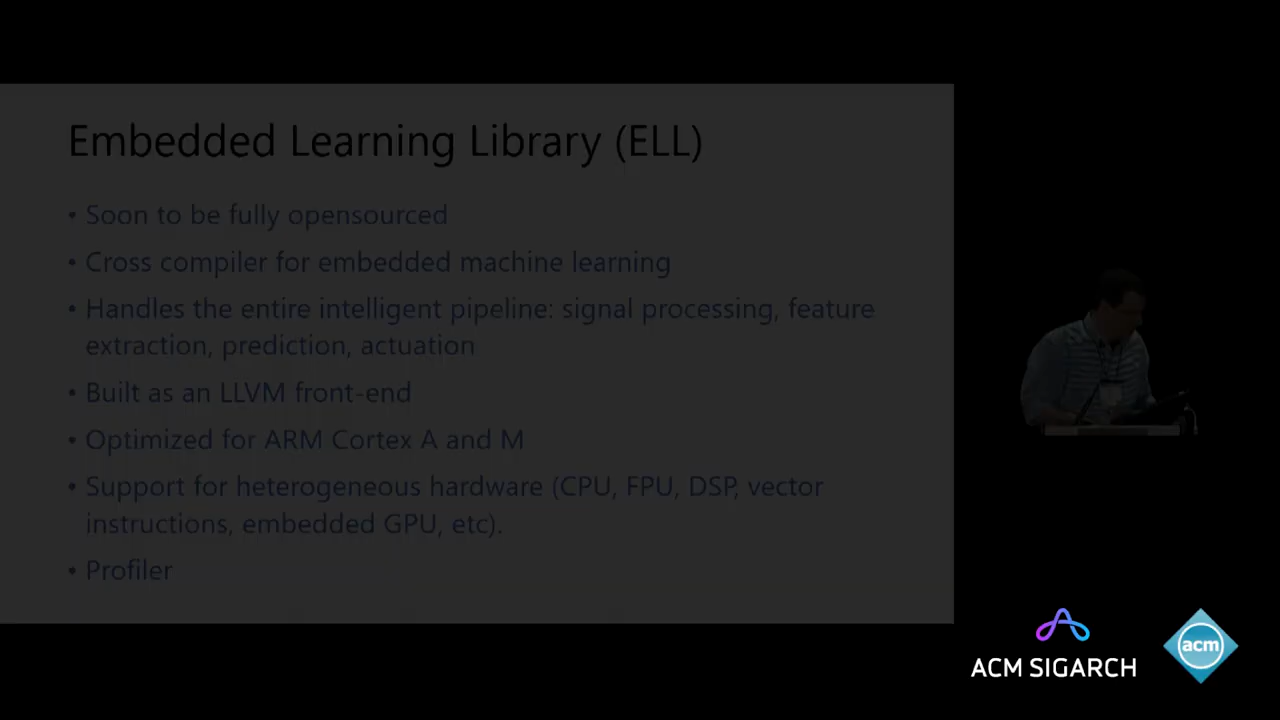 Embedded Learning Library (ELL)
• Soon to be fully opensourced
• Cross compiler for embedded machine learning
• Handles the entire intelligent pipeline: signal processing, feature
extraction, prediction, actuation
• Built as an LLVM front-end
• Optimized for ARM Cortex A and M
• Support for heterogeneous hardware (CPU, FPU, DSP, vector
instructions, embedded GPU, etc).
• Profiler
ACM SIGARCH
acm